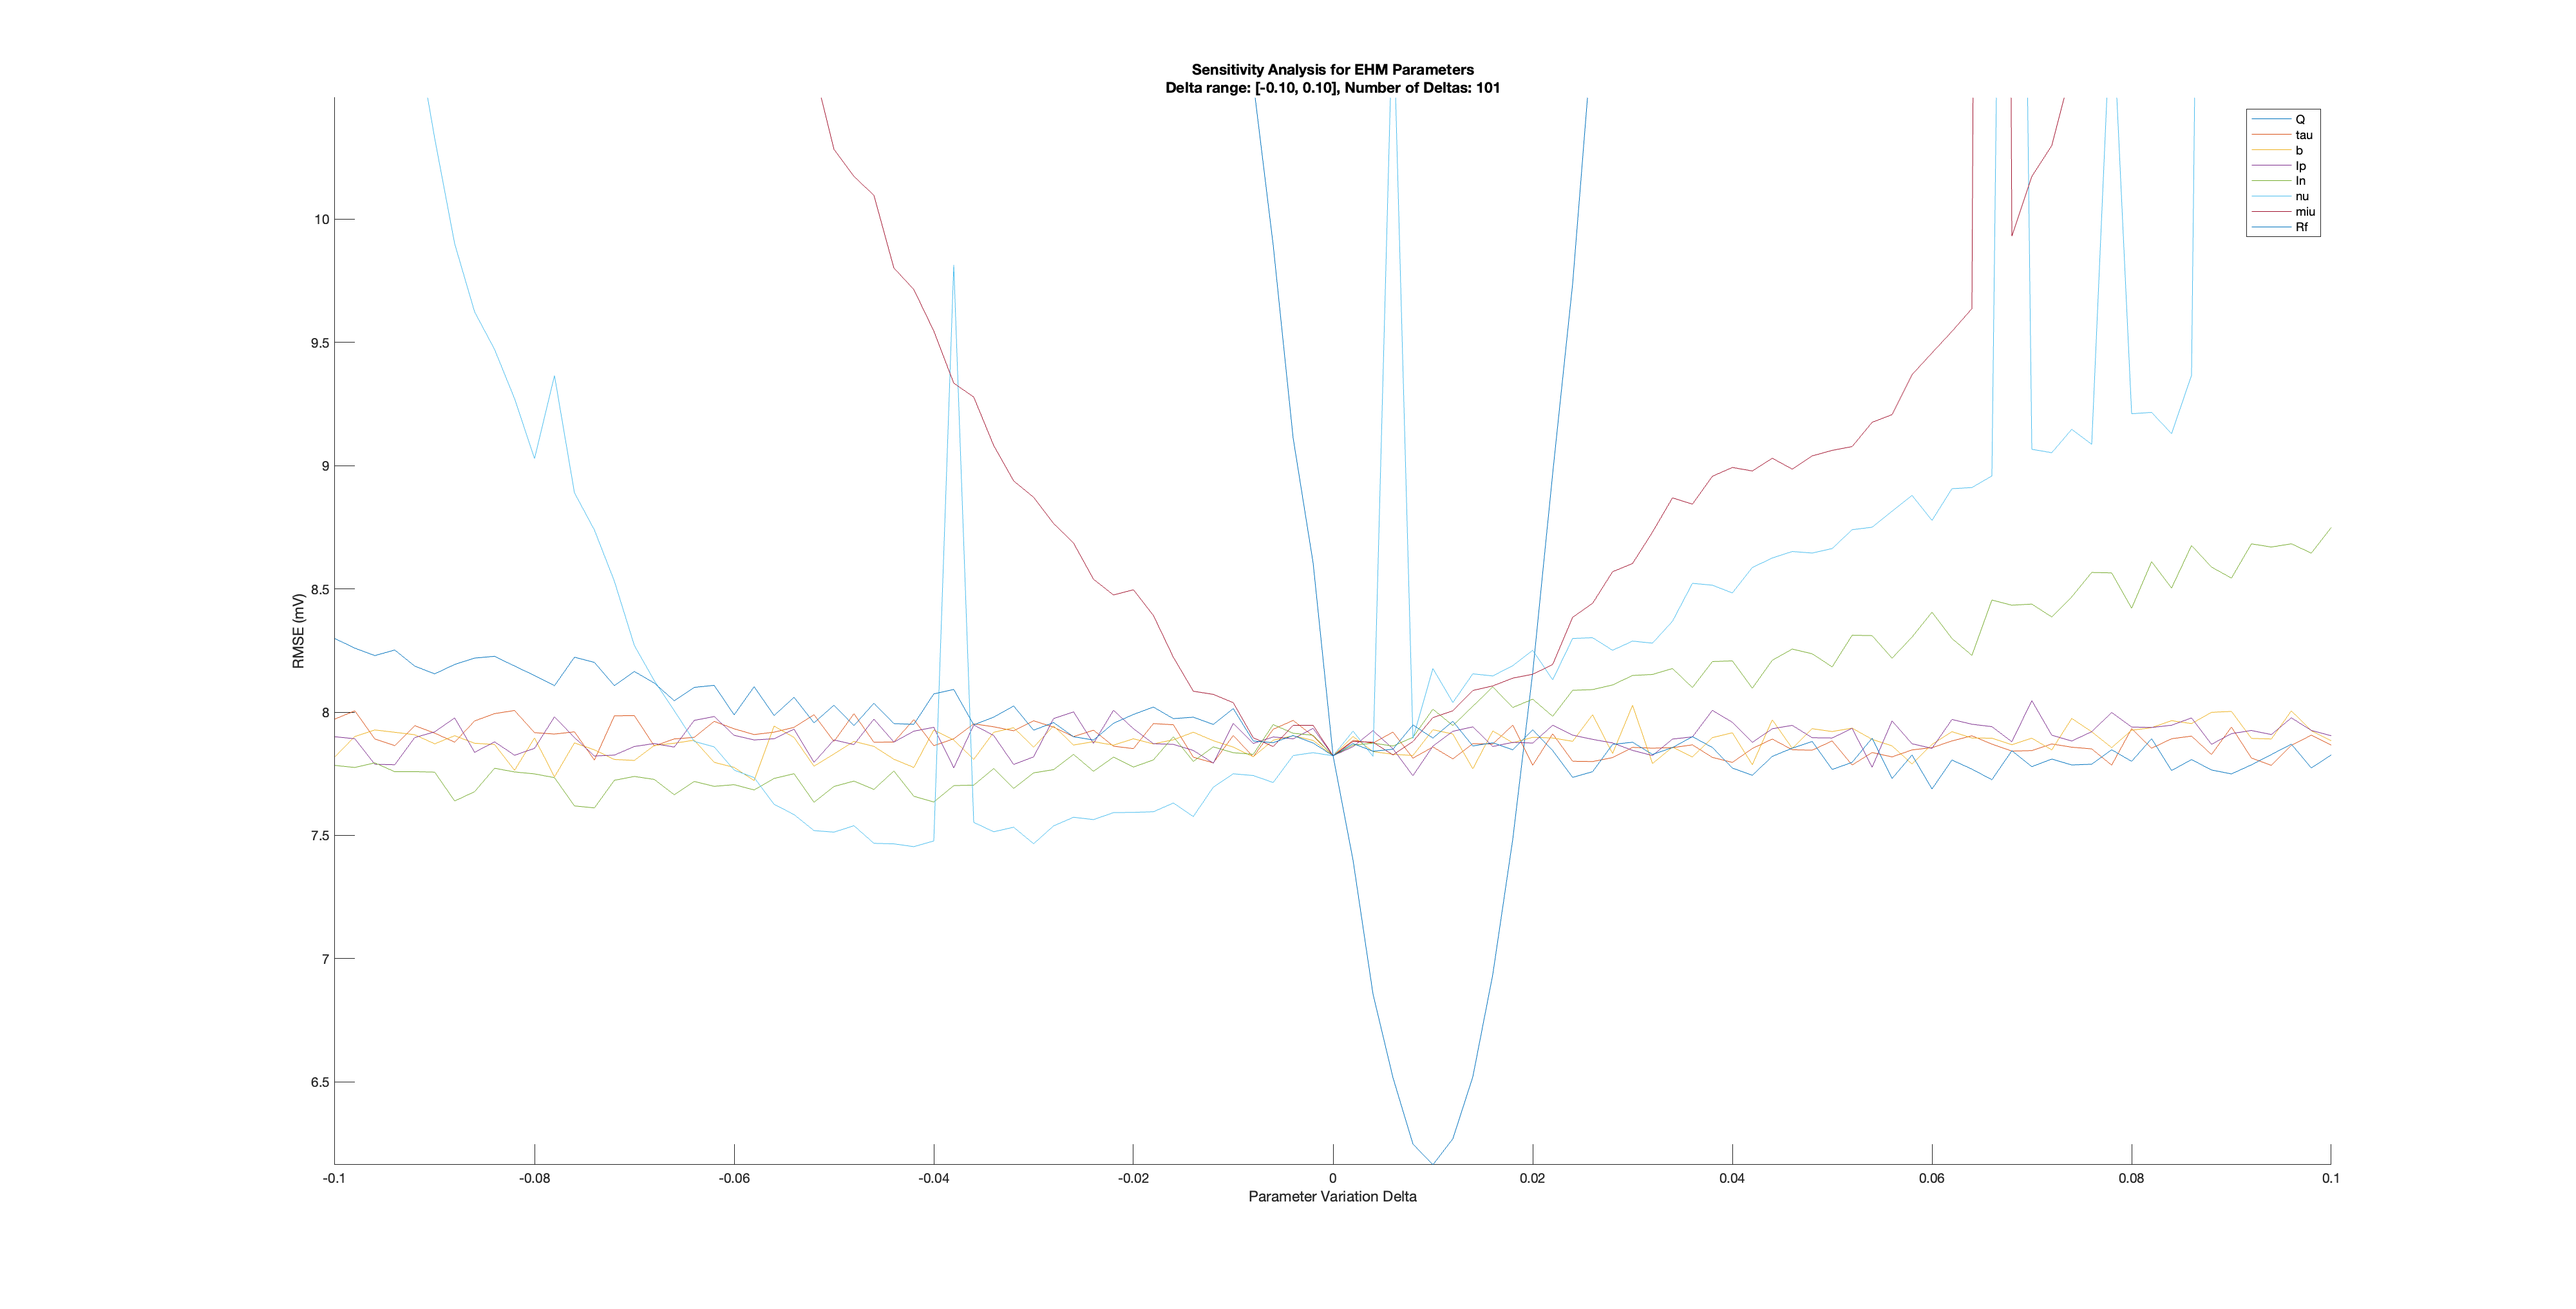 Sensitivity Analysis for EHM Parameters
Delta range: [-0.10, 0.10], Number of Deltas: 101
Q
tau
b
Ip
In
nu
miu
Rf
10
9.5
9
8.5
8
7.5
7
6.5
RMSE (mV)
-0.1
-0.08
-0.06
-0.04
-0.02
0
0.02
0.04
0.06
0.08
0.1
Parameter Variation Delta